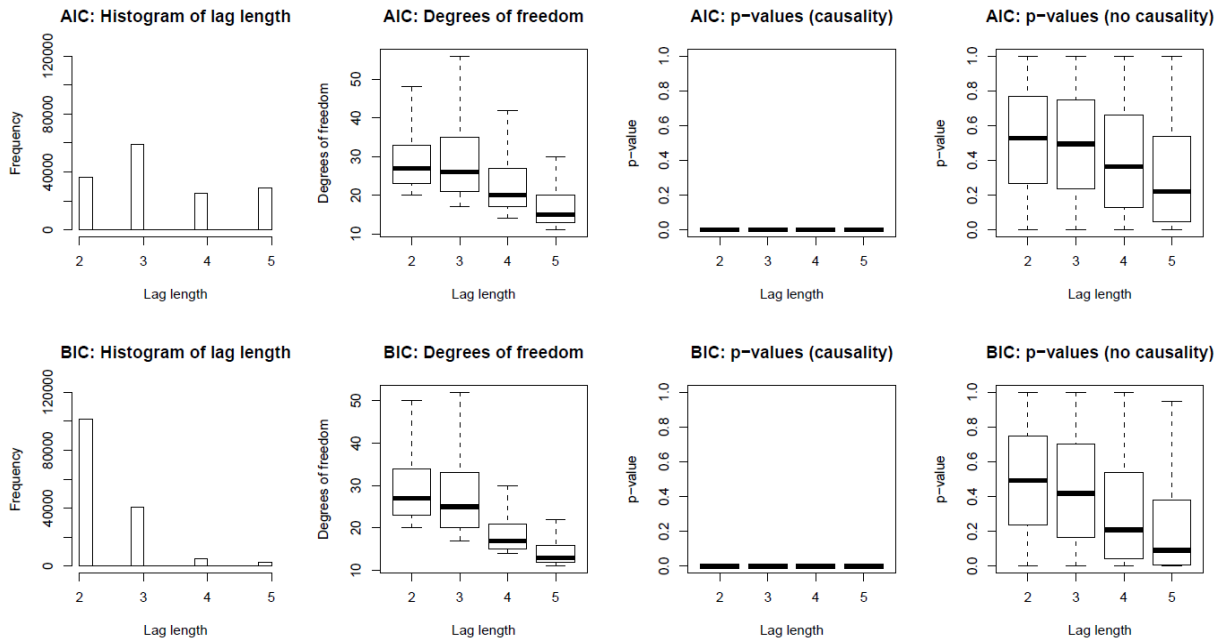 AIC: Histogram of lag length
Frequency
0
40000
80000
120000
2 3 4 5
Lag length
AIC: Degrees of freedom
Degrees of freedom
10
20
30
40
50
2 3 4 5
Lag length
AIC: p−values (causality)
p−value
0.0
0.2
0.4
0.6
0.8
1.0
2 3 4 5
Lag length
AIC: p−values (no causality)
p−value
0.0
0.2
0.4
0.6
0.8
1.0
2 3 4 5
Lag length
BIC: Histogram of lag length
Frequency
0
40000
80000
120000
2 3 4 5
Lag length
BIC: Degrees of freedom
Degrees of freedom
10
20
30
40
50
2 3 4 5
Lag length
BIC: p−values (causality)
p−value
0.0
0.2
0.4
0.6
0.8
1.0
2 3 4 5
Lag length
BIC: p−values (no causality)
p−value
0.0
0.2
0.4
0.6
0.8
1.0
2 3 4 5
Lag length